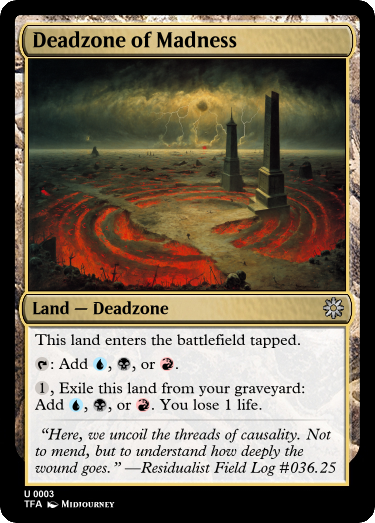 Deadzone of Madness
Land — Deadzone
This land enters the battlefield tapped.
: Add , , or .
1, Exile this land from your graveyard:
Add , , or . You lose 1 life.
“Here, we uncoil the threads of causality. Not
to mend, but to understand how deeply the
wound goes.” —Residualist Field Log #036.25
U 0003
TFA Midjourney